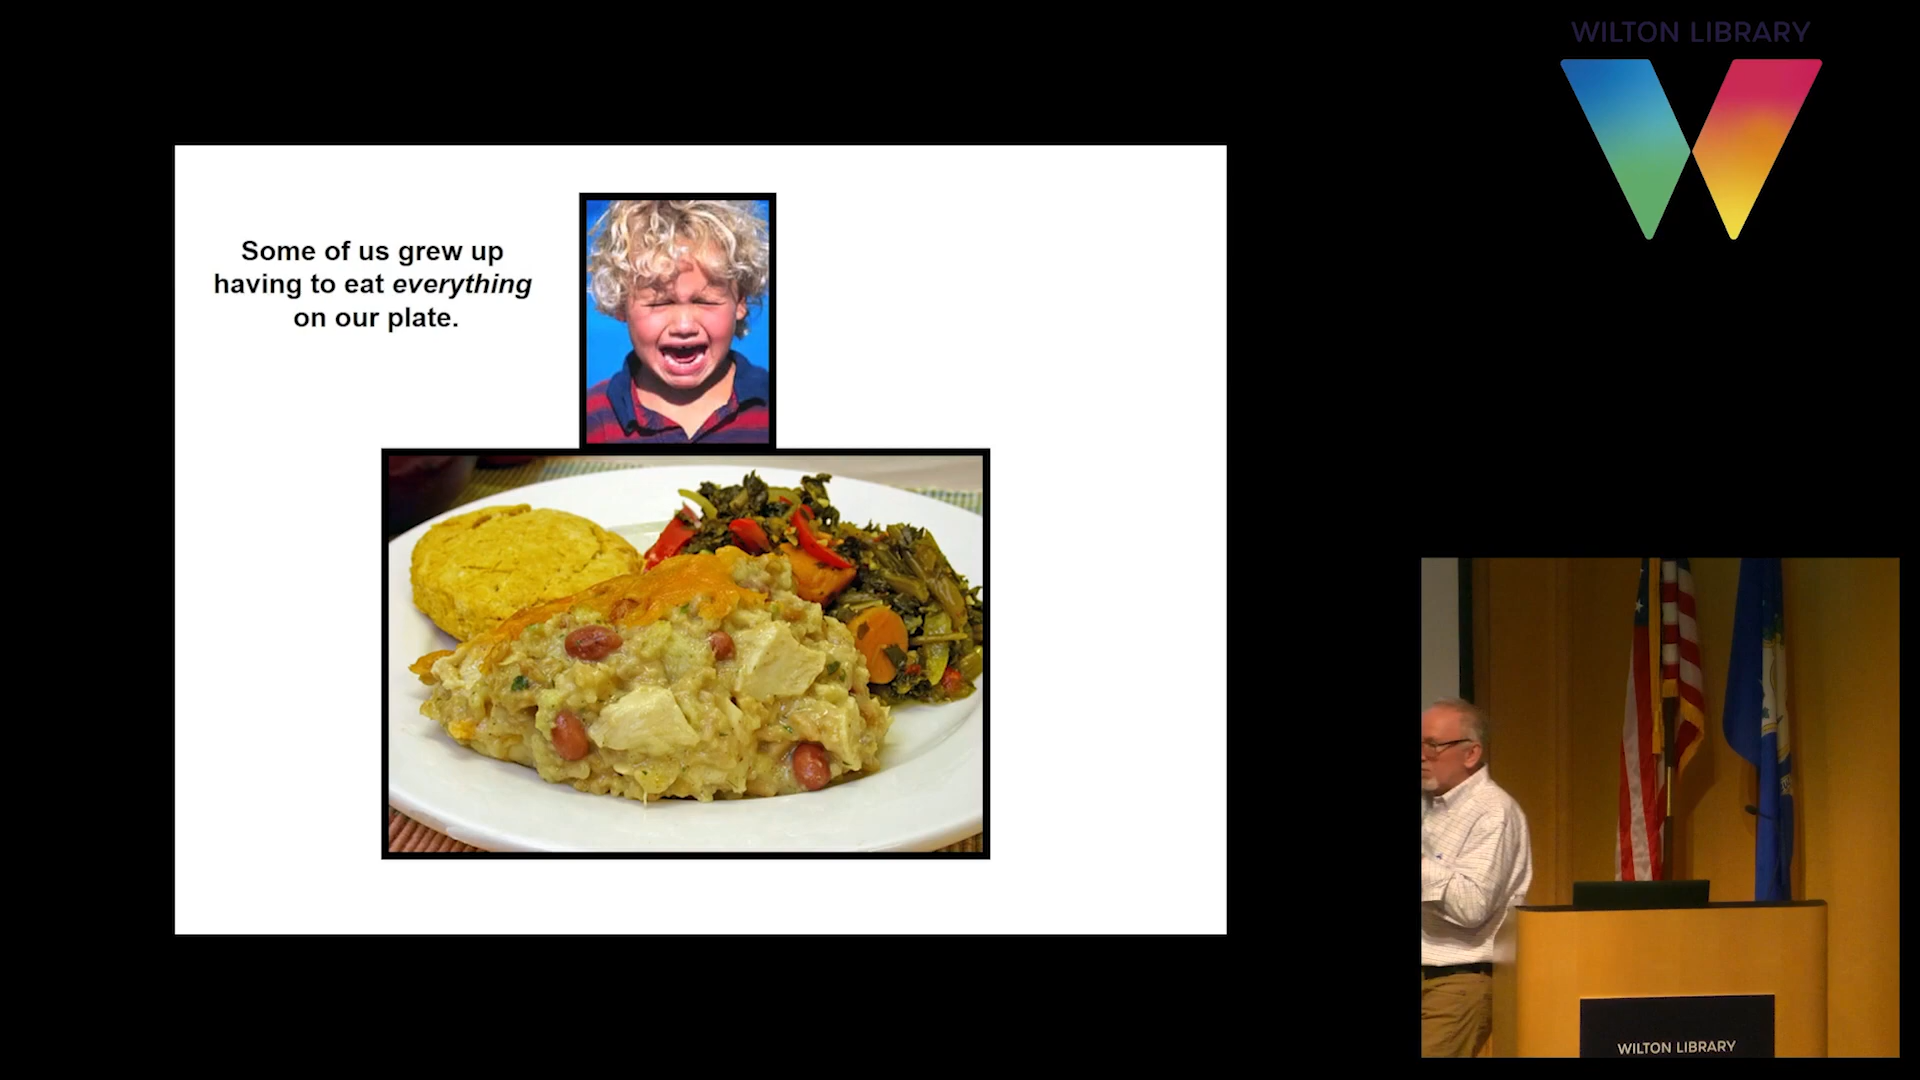 WILTON LIBRARY
Some of us grew up
having to eat everything
on our plate.
WILTON LIBRARY